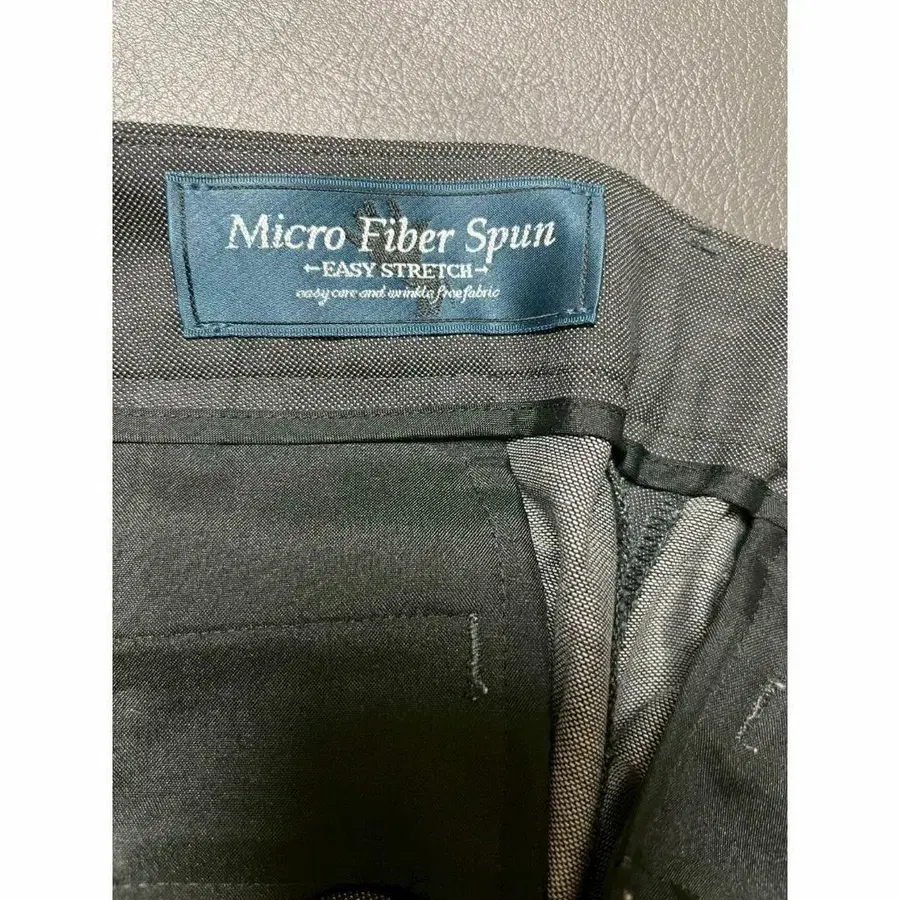 Micro Fiber Spun
EASY STRETCH
easy care and wrinkle free fabric